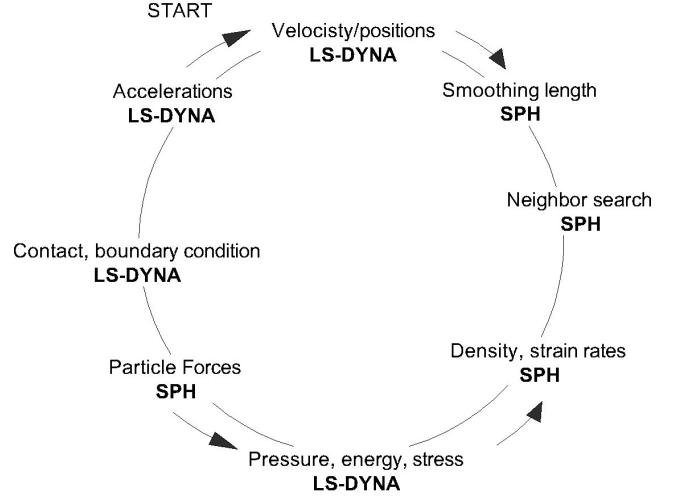 START
Velocisty/positions
LS-DYNA
Smoothing length
SPH
Neighbor search
SPH
Density, strain rates
SPH
Pressure, energy, stress
LS-DYNA
Particle Forces
SPH
Contact, boundary condition
LS-DYNA
Accelerations
LS-DYNA